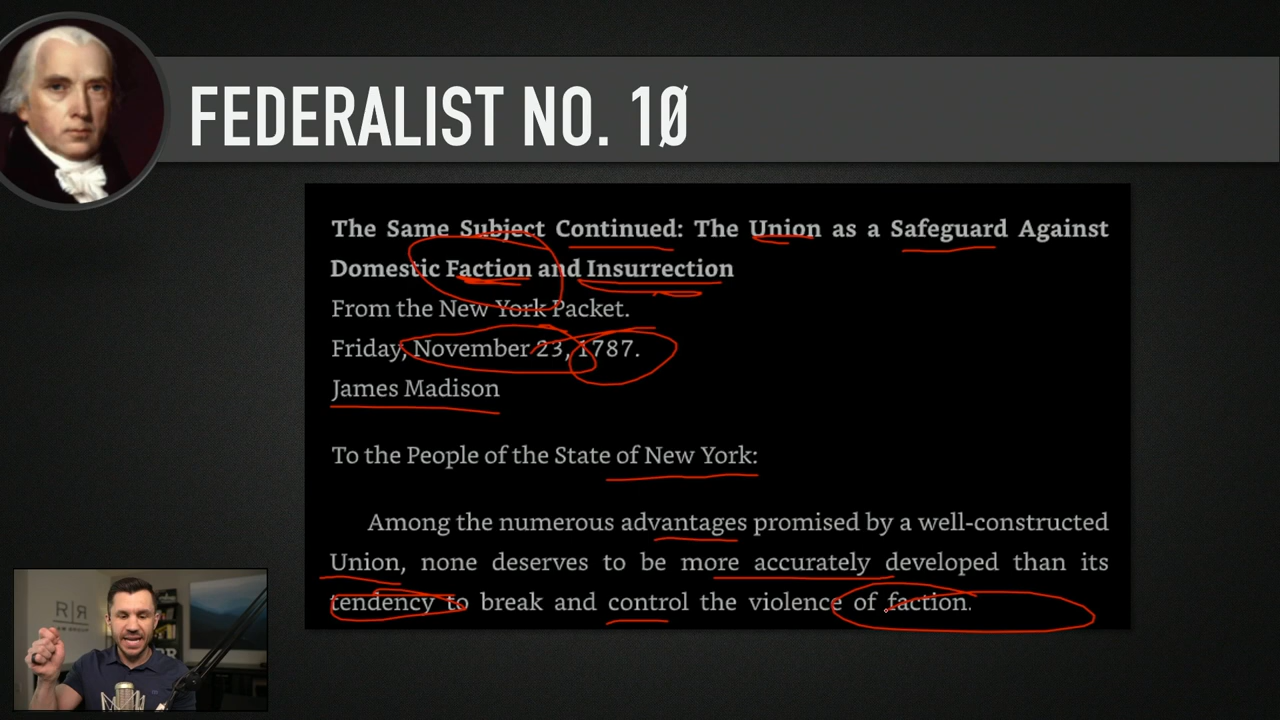 FEDERALIST NO. 10
The Same Subject Continued: The Union as a Safeguard Against
Domestic Faction and Insurrection
From the New York Packet.
Friday, November 23, 1787.
James Madison
To the People of the State of New York:
Among the numerous advantages promised by a well-constructed
Union, none deserves to be more accurately developed than its
tendency to break and control the violence of faction.
R|R